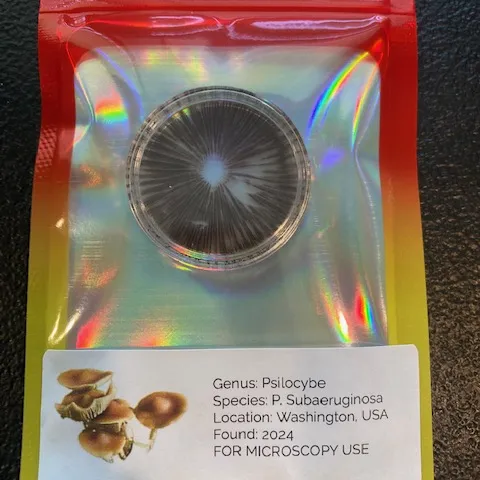 Genus: Psilocybe
Species: P. Subaeruginosa
Location: Washington, USA
Found: 2024
FOR MICROSCOPY USE